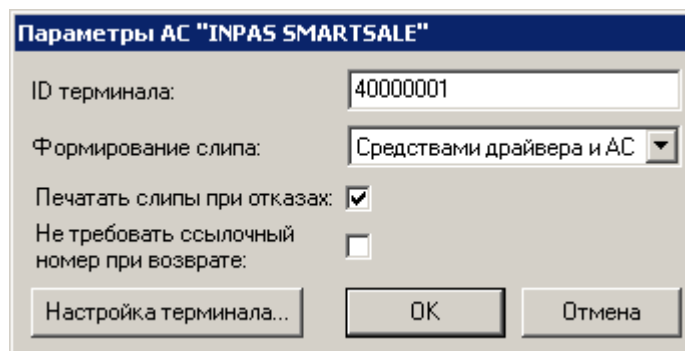 Параметры АС "INPAS SMARTSALE"
ID терминала: 40000001
Формирование слипа: Средствами драйвера и АС
Печатать слипы при отказах:
Не требовать ссылочный
номер при возврате:
Настройка терминала... OK Отмена